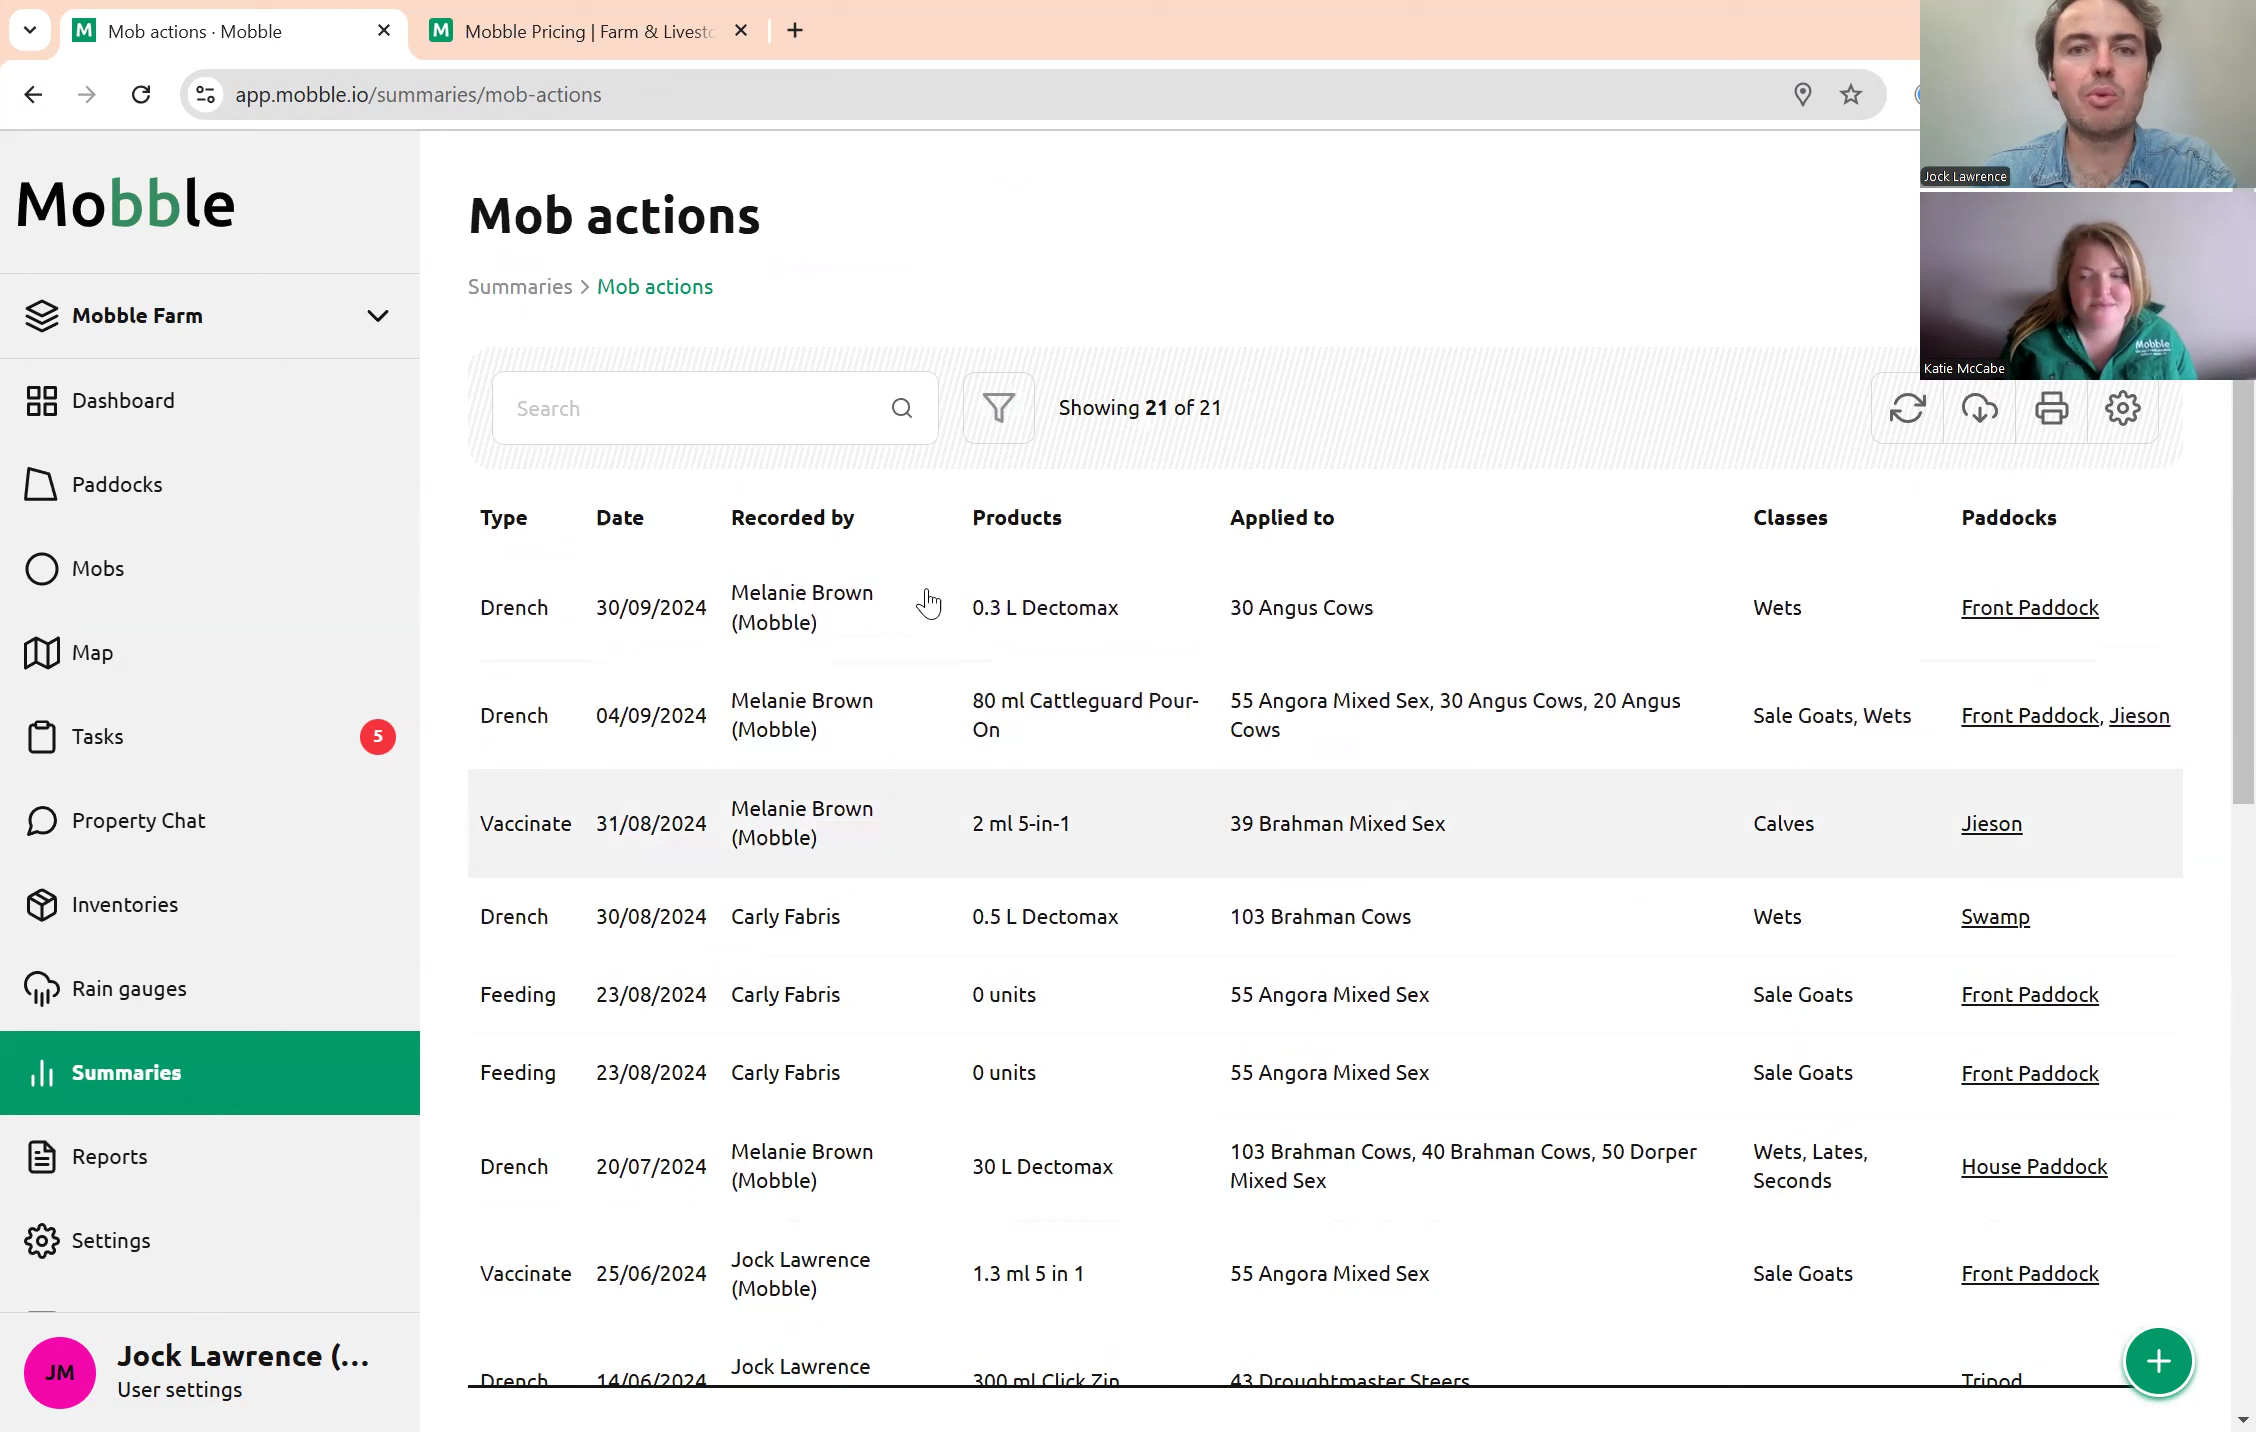 Mob actions · Mobble
Mobble Pricing | Farm & Livesto
app.mobble.io/summaries/mob-actions
Jock Lawrence
Katie McCabe
Mobble
Mobble
Mobble Farm
Dashboard
Paddocks
Mobs
Map
Tasks
5
Property Chat
Inventories
Rain gauges
Summaries
Reports
Settings
JM
Jock Lawrence (...
User settings
Mob actions
Summaries > Mob actions
Search
Showing 21 of 21
Type Date Recorded by Products Applied to Classes Paddocks
Drench 30/09/2024 Melanie Brown (Mobble) 0.3 L Dectomax 30 Angus Cows Wets Front Paddock
Drench 04/09/2024 Melanie Brown (Mobble) 80 ml Cattleguard Pour-On 55 Angora Mixed Sex, 30 Angus Cows, 20 Angus Cows Sale Goats, Wets Front Paddock, Jieson
Vaccinate 31/08/2024 Melanie Brown (Mobble) 2 ml 5-in-1 39 Brahman Mixed Sex Calves Jieson
Drench 30/08/2024 Carly Fabris 0.5 L Dectomax 103 Brahman Cows Wets Swamp
Feeding 23/08/2024 Carly Fabris 0 units 55 Angora Mixed Sex Sale Goats Front Paddock
Feeding 23/08/2024 Carly Fabris 0 units 55 Angora Mixed Sex Sale Goats Front Paddock
Drench 20/07/2024 Melanie Brown (Mobble) 30 L Dectomax 103 Brahman Cows, 40 Brahman Cows, 50 Dorper Mixed Sex Wets, Lates, Seconds House Paddock
Vaccinate 25/06/2024 Jock Lawrence (Mobble) 1.3 ml 5 in 1 55 Angora Mixed Sex Sale Goats Front Paddock
Drench 14/06/2024 Jock Lawrence 300 ml Click Zip 43 Droughtmaster Steers Tripod